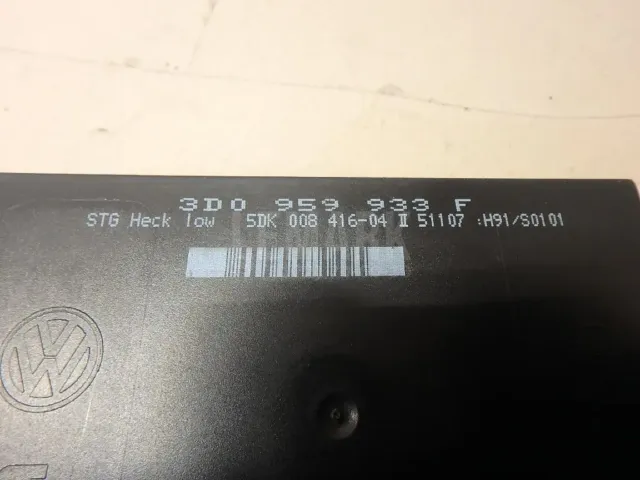 3D0 959 933 F
STG Heck low 5DK 008 416-04 II 51107 :H91/S0101